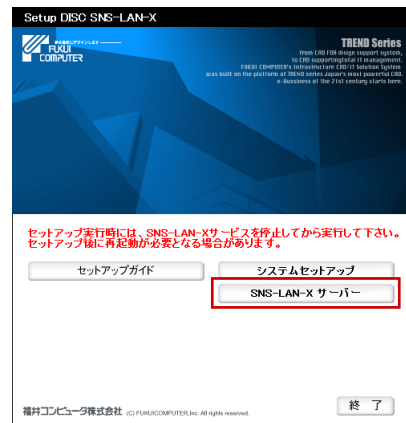 Setup DISC SNS-LAN-X
FUKUI
COMPUTER
TREND Series
from CAD FOR design support system,
to CAD supportingtotal IT management.
FUKUI COMPUTER's Infrastructure CAD/IT Solution System
aras built on the platform of TREND series Japan's most powerful CAD.
e-Bussiness of the 21st century starts here.
セットアップ実行時には、SNS-LAN-Xサービスを停止してから実行して下さい。
セットアップ後に再起動が必要となる場合があります。
セットアップガイド
システムセットアップ
SNS-LAN-X サーバー
福井コンピュータ株式会社 (C) FUKUICOMPUTER,Inc. All rights reserved.
終 了